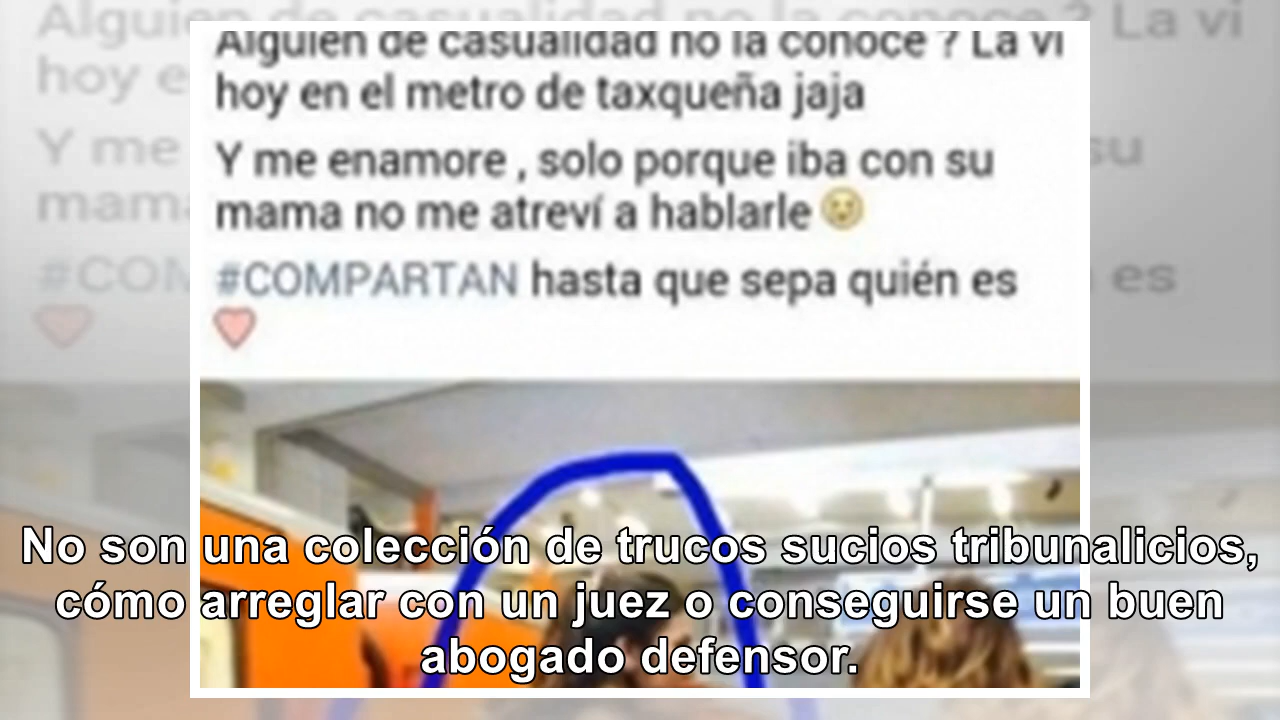 Alguien de casualidad no la conoce ? La vi
hoy en el metro de taxqueña jaja
Y me enamore , solo porque iba con su
mama no me atreví a hablarle
#COMPARTAN hasta que sepa quién es
No son una colección de trucos sucios tribunalicios,
cómo arreglar con un juez o conseguirse un buen
abogado defensor.